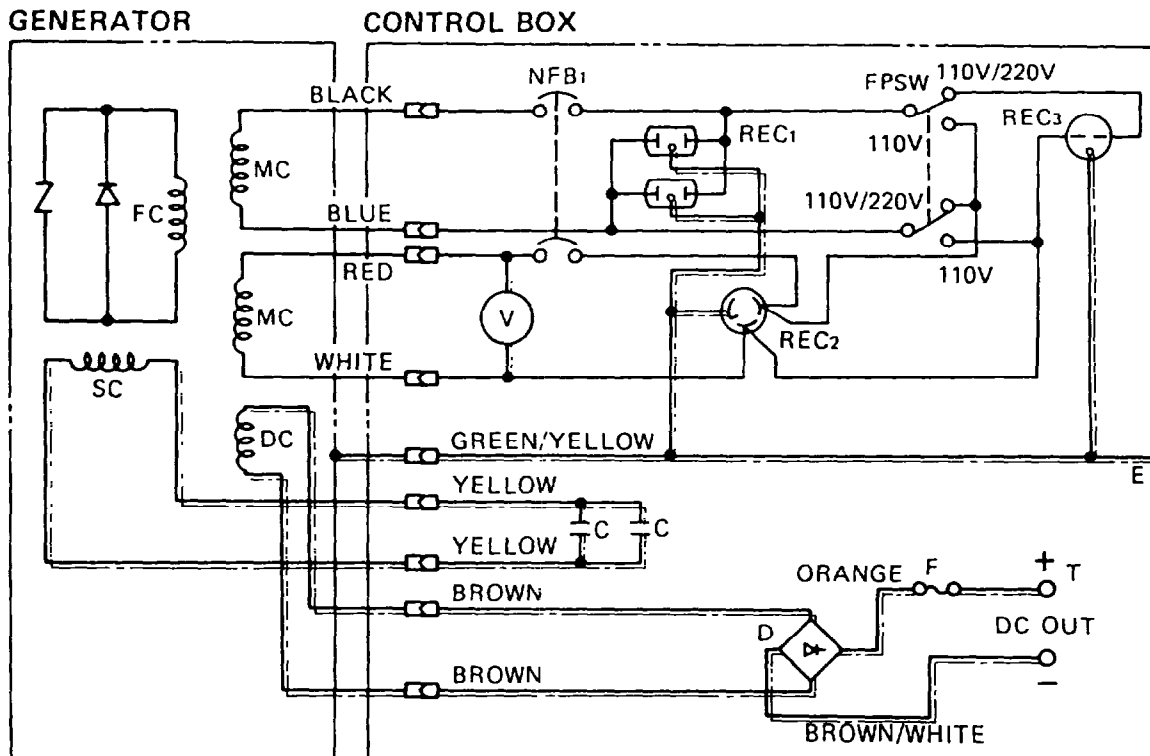 GENERATOR
CONTROL BOX
BLACK
NFB1
FPSW
110V/220V
REC1
REC3
110V
MC
FC
BLUE
110V/220V
RED
110V
MC
V
REC2
WHITE
SC
DC
GREEN/YELLOW
E
YELLOW
C
C
YELLOW
BROWN
ORANGE
F
+
T
D
DC OUT
BROWN
−
BROWN/WHITE